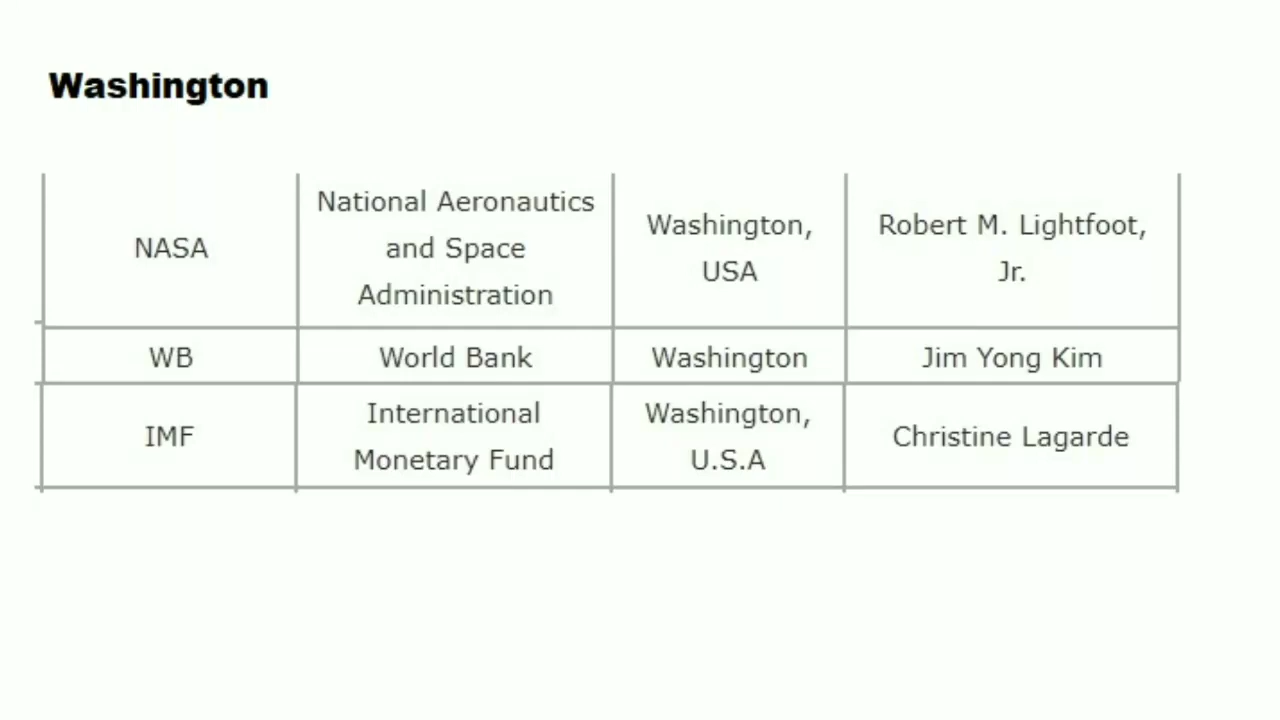 Washington
NASA
National Aeronautics
and Space
Administration
Washington,
USA
Robert M. Lightfoot,
Jr.
WB
World Bank
Washington
Jim Yong Kim
IMF
International
Monetary Fund
Washington,
U.S.A
Christine Lagarde